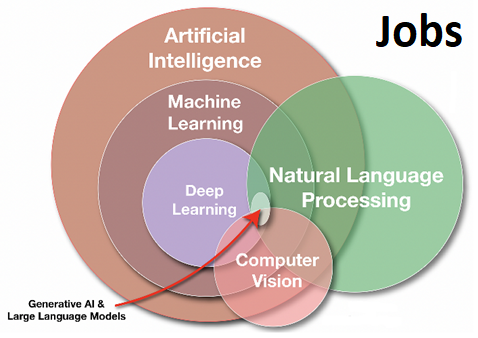 Jobs
Artificial
Intelligence
Machine
Learning
Deep
Learning
Natural Language
Processing
Computer
Vision
Generative AI &
Large Language Models